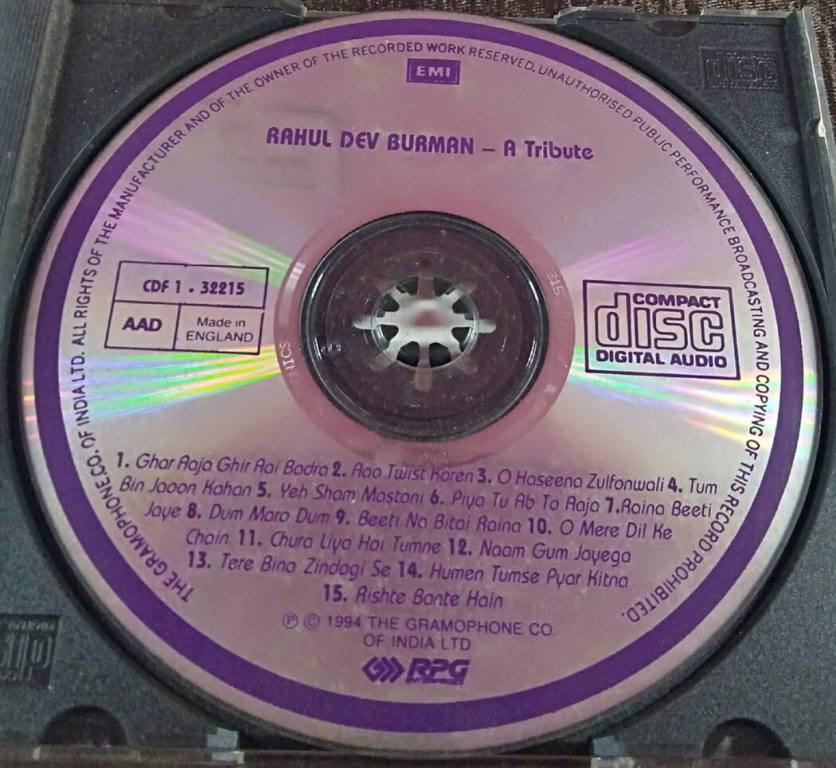 THE GRAMOPHONE CO. OF INDIA LTD. ALL RIGHTS OF THE MANUFACTURER AND OF THE OWNER OF THE RECORDED WORK RESERVED. UNAUTHORISED PUBLIC PERFORMANCE BROADCASTING AND COPYING OF THIS RECORD PROHIBITED.
EMI
RAHUL DEV BURMAN – A Tribute
CDF 1 . 32215
AAD
Made in
ENGLAND
COMPACT
disc
DIGITAL AUDIO
315
NICS
1. Ghar Aaja Ghir Aai Badra 2. Aao Twist Karen 3. O Haseena Zulfonwali 4. Tum
Bin Jaoon Kahan 5. Yeh Sham Mastani 6. Piya Tu Ab To Aaja 7.Raina Beeti
Jaye 8. Dum Maro Dum 9. Beeti Na Bitai Raina 10. O Mere Dil Ke
Chain 11. Chura Liya Hai Tumne 12. Naam Gum Jayega
13. Tere Bina Zindagi Se 14. Humen Tumse Pyar Kitna
15. Rishte Bante Hain
Ⓟ © 1994 THE GRAMOPHONE CO.
OF INDIA LTD
RPG